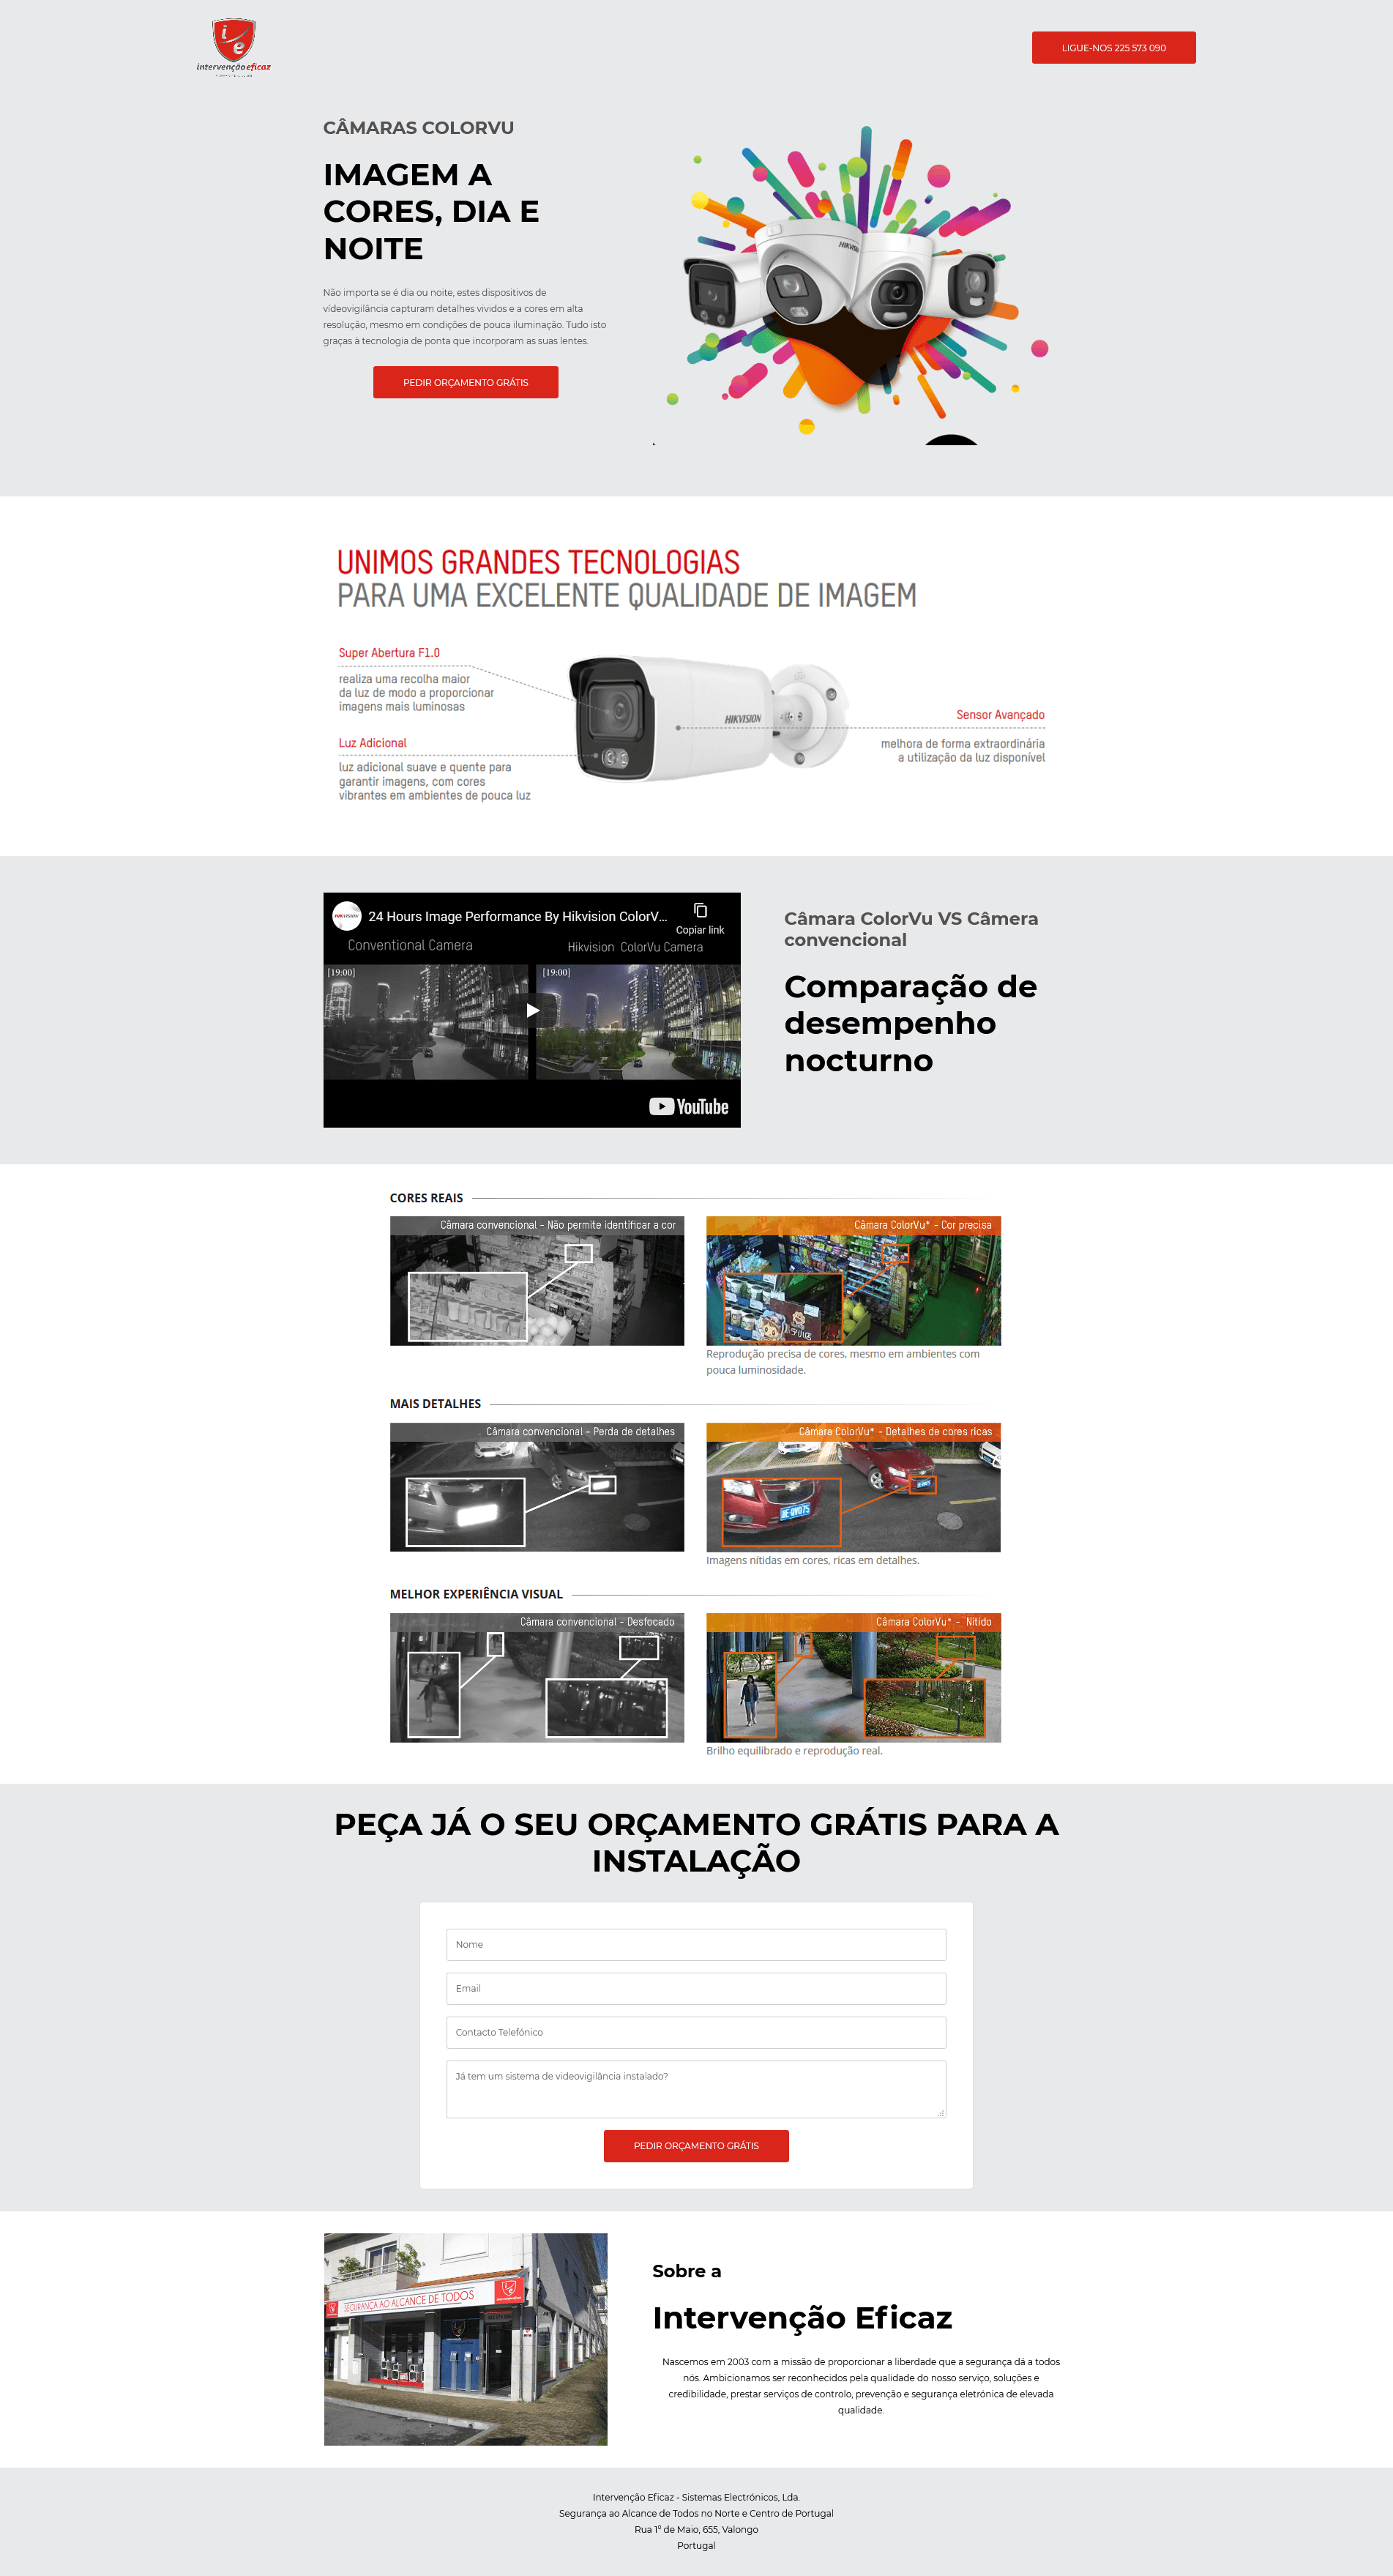 ie
intervençãoeficaz
LIGUE-NOS 225 573 090
CÂMARAS COLORVU
IMAGEM A
CORES, DIA E
NOITE
Não importa se é dia ou noite, estes dispositivos de
vídeovigilância capturam detalhes vividos e a cores em alta
resolução, mesmo em condições de pouca iluminação. Tudo isto
graças à tecnologia de ponta que incorporam as suas lentes.
PEDIR ORÇAMENTO GRÁTIS
HIKVISION
UNIMOS GRANDES TECNOLOGIAS
PARA UMA EXCELENTE QUALIDADE DE IMAGEM
Super Abertura F1.0
realiza uma recolha maior
da luz de modo a proporcionar
imagens mais luminosas
HIKVISION
Sensor Avançado
melhora de forma extraordinária
a utilização da luz disponível
Luz Adicional
luz adicional suave e quente para
garantir imagens, com cores
vibrantes em ambientes de pouca luz
HIKVISION
24 Hours Image Performance By Hikvision ColorV...
Copiar link
Conventional Camera
Hikvision ColorVu Camera
[19:00]
[19:00]
YouTube
Câmara ColorVu VS Câmera
convencional
Comparação de
desempenho
nocturno
CORES REAIS
Câmara convencional - Não permite identificar a cor
Câmara ColorVu* - Cor precisa
Reprodução precisa de cores, mesmo em ambientes com
pouca luminosidade.
MAIS DETALHES
Câmara convencional - Perda de detalhes
Câmara ColorVu* - Detalhes de cores ricas
Imagens nítidas em cores, ricas em detalhes.
MELHOR EXPERIÊNCIA VISUAL
Câmara convencional - Desfocado
Câmara ColorVu* - Nítido
Brilho equilibrado e reprodução real.
PEÇA JÁ O SEU ORÇAMENTO GRÁTIS PARA A
INSTALAÇÃO
Nome
Email
Contacto Telefónico
Já tem um sistema de videovigilância instalado?
PEDIR ORÇAMENTO GRÁTIS
SEGURANÇA AO ALCANCE DE TODOS
Sobre a
Intervenção Eficaz
Nascemos em 2003 com a missão de proporcionar a liberdade que a segurança dá a todos
nós. Ambicionamos ser reconhecidos pela qualidade do nosso serviço, soluções e
credibilidade, prestar serviços de controlo, prevenção e segurança eletrónica de elevada
qualidade.
Intervenção Eficaz - Sistemas Electrónicos, Lda.
Segurança ao Alcance de Todos no Norte e Centro de Portugal
Rua 1º de Maio, 655, Valongo
Portugal